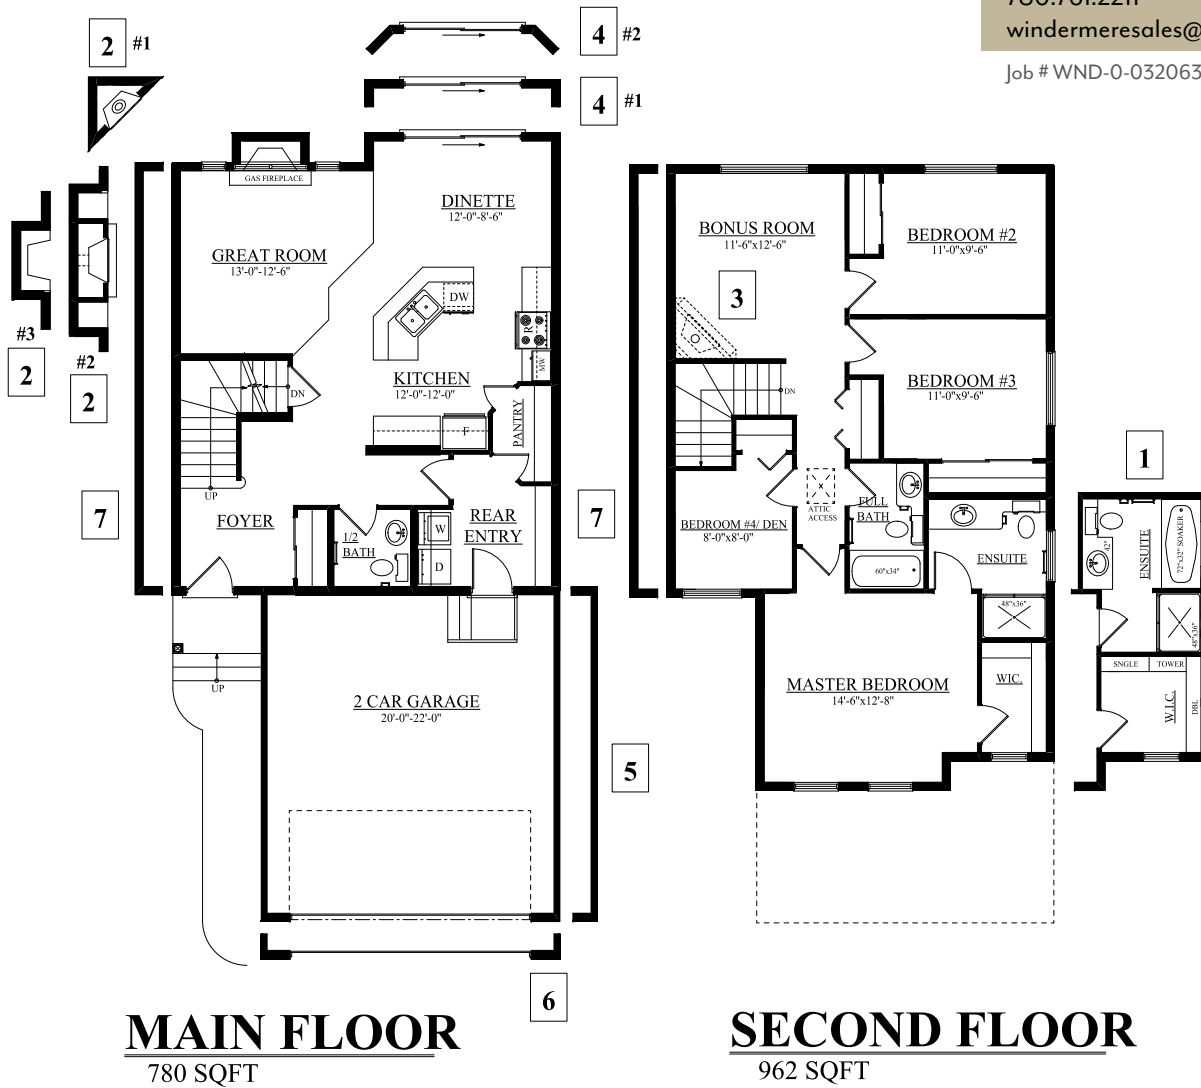 windermeresales@
Job # WND-0-032063
2 #1
4 #2
4 #1
GAS FIREPLACE
DINETTE
12'-0"-8'-6"
GREAT ROOM
13'-0"-12'-6"
DW
R
MW
#3
2
#2
2
KITCHEN
12'-0"-12'-0"
DN
F
PANTRY
UP
7
FOYER
1/2
BATH
W
D
REAR
ENTRY
7
UP
2 CAR GARAGE
20'-0"-22'-0"
5
6
MAIN FLOOR
780 SQFT
BONUS ROOM
11'-6"x12'-6"
BEDROOM #2
11'-0"x9'-6"
3
BEDROOM #3
11'-0"x9'-6"
DN
BEDROOM #4/ DEN
8'-0"x8'-0"
ATTIC
ACCESS
FULL
BATH
60"x34"
ENSUITE
48"x36"
MASTER BEDROOM
14'-6"x12'-8"
WIC.
1
42"
ENSUITE
72"x32" SOAKER
48"x36"
SNGLE TOWER
W.I.C.
DBL
SECOND FLOOR
962 SQFT